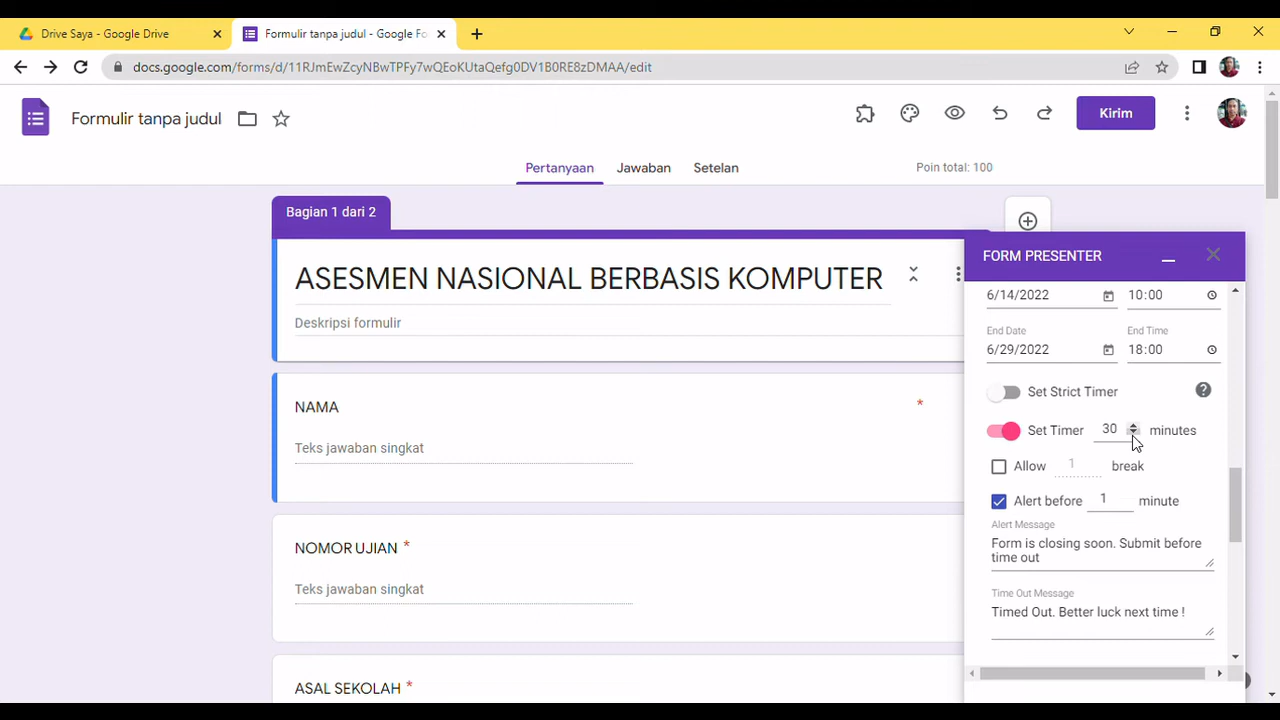 Drive Saya - Google Drive
Formulir tanpa judul - Google Fo
docs.google.com/forms/d/11RJmEwZcyNBwTPFy7wQEoKUtaQefg0DV1B0RE8zDMAA/edit
Formulir tanpa judul
Kirim
Pertanyaan
Jawaban
Setelan
Poin total: 100
Bagian 1 dari 2
ASESMEN NASIONAL BERBASIS KOMPUTER
Deskripsi formulir
NAMA
*
Teks jawaban singkat
NOMOR UJIAN *
Teks jawaban singkat
ASAL SEKOLAH *
FORM PRESENTER
6/14/2022 10:00
End Date End Time
6/29/2022 18:00
Set Strict Timer
Set Timer 30 minutes
Allow 1 break
Alert before 1 minute
Alert Message
Form is closing soon. Submit before
time out
Time Out Message
Timed Out. Better luck next time !